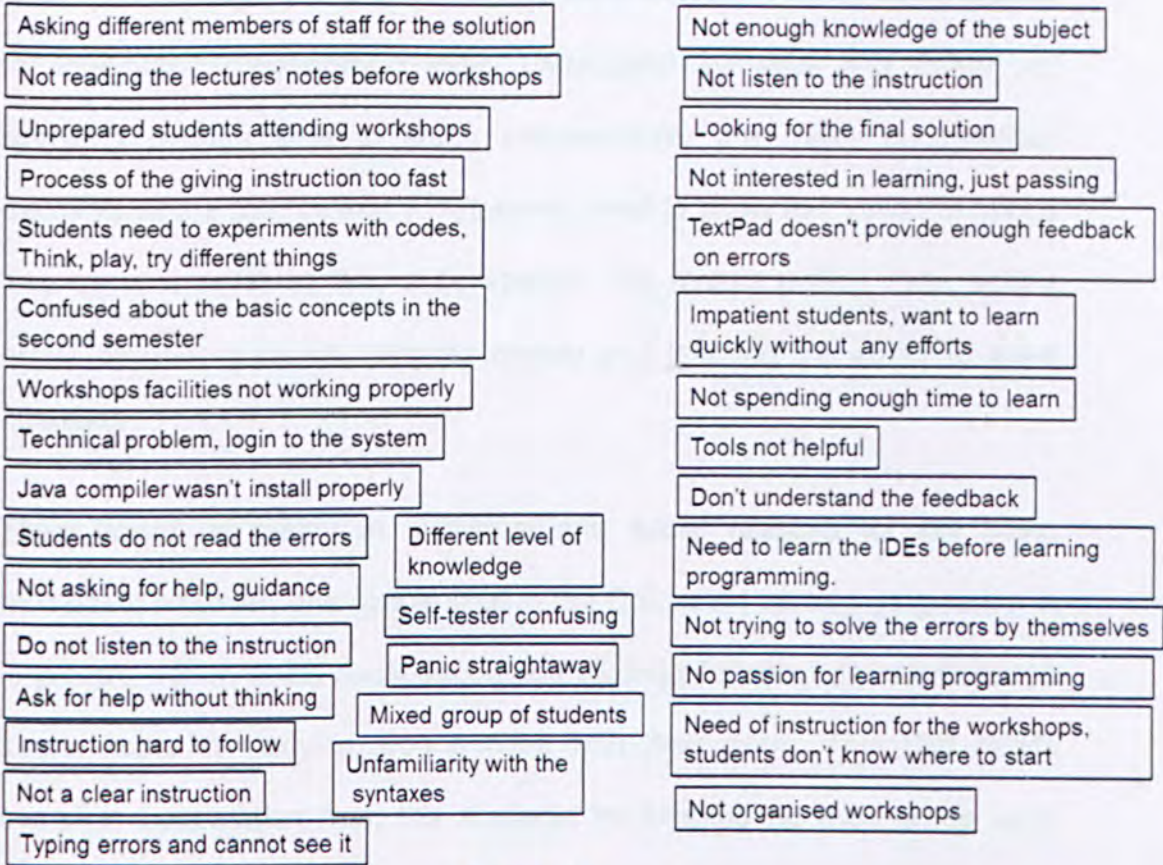 Asking different members of staff for the solution
Not reading the lectures' notes before workshops
Unprepared students attending workshops
Process of the giving instruction too fast
Students need to experiments with codes,
Think, play, try different things
Confused about the basic concepts in the
second semester
Workshops facilities not working properly
Technical problem, login to the system
Java compiler wasn't install properly
Students do not read the errors
Not asking for help, guidance
Do not listen to the instruction
Ask for help without thinking
Instruction hard to follow
Not a clear instruction
Typing errors and cannot see it
Different level of
knowledge
Self-tester confusing
Panic straightaway
Mixed group of students
Unfamiliarity with the
syntaxes
Not enough knowledge of the subject
Not listen to the instruction
Looking for the final solution
Not interested in learning, just passing
TextPad doesn't provide enough feedback
on errors
Impatient students, want to learn
quickly without any efforts
Not spending enough time to learn
Tools not helpful
Don't understand the feedback
Need to learn the IDEs before learning
programming.
Not trying to solve the errors by themselves
No passion for learning programming
Need of instruction for the workshops,
students don't know where to start
Not organised workshops